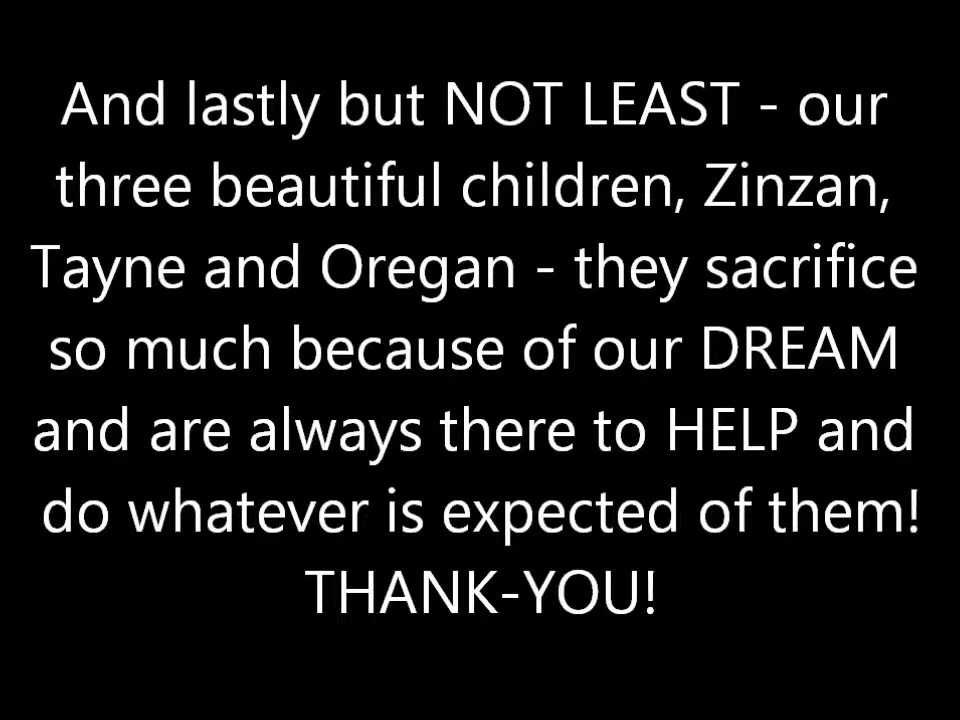 And lastly but NOT LEAST - our
three beautiful children, Zinzan,
Tayne and Oregan - they sacrifice
so much because of our DREAM
and are always there to HELP and
do whatever is expected of them!
THANK-YOU!